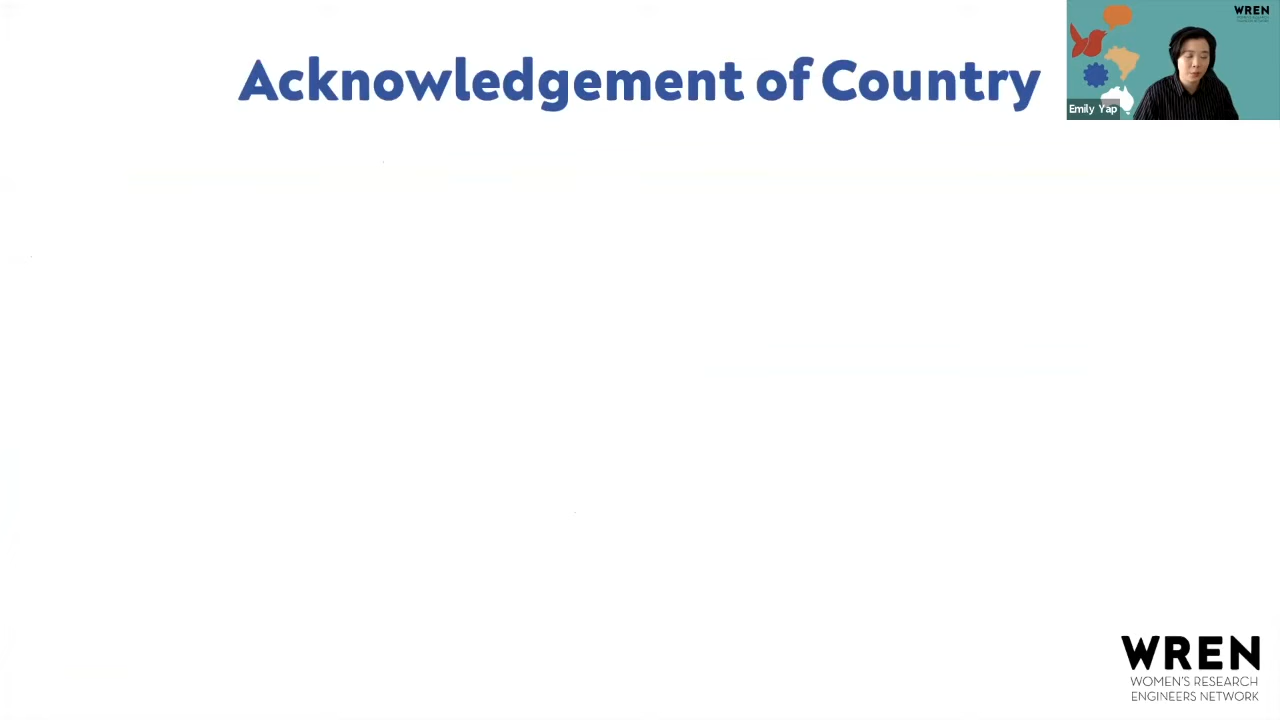 Acknowledgement of Country
WREN
Emily Yap
WREN
WOMEN'S RESEARCH
ENGINEERS NETWORK